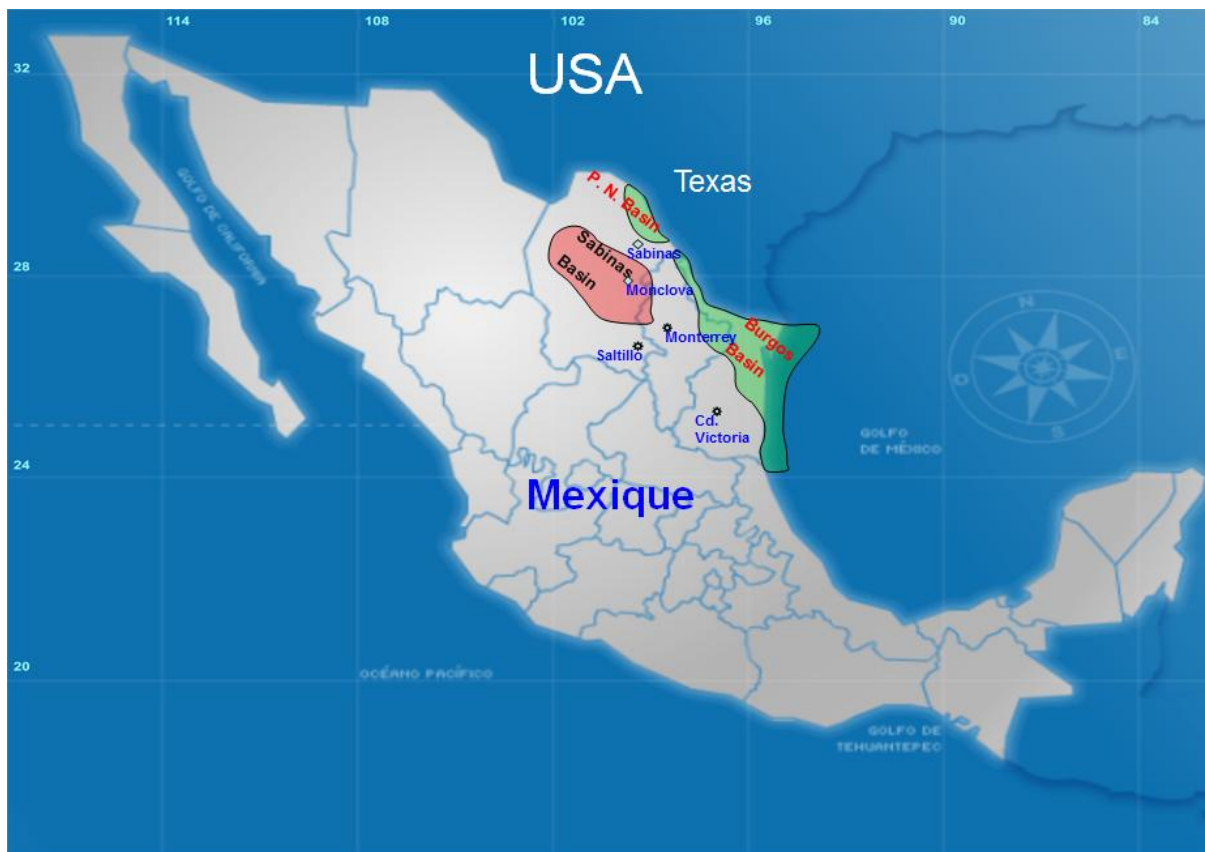 114 108 102 96 90 84
32
USA
Texas
P. N. Basin
GOLFO DE CALIFORNIA
Sabinas
Basin
Sabinas
28
Monclova
N
Burgos
Basin
Monterrey
Saltillo
E
O
S
Cd.
Victoria
GOLFO
DE MÉXICO
24
Mexique
20
OCÉANO PACÍFICO
GOLFO DE
TEHUANTEPEC